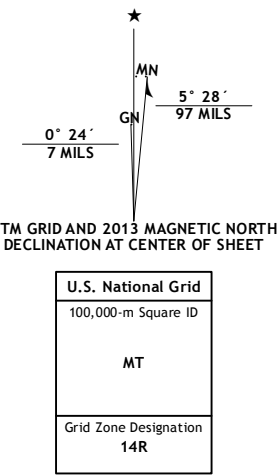 MN
GN
5° 28´
97 MILS
0° 24´
7 MILS
TM GRID AND 2013 MAGNETIC NORTH
DECLINATION AT CENTER OF SHEET
U.S. National Grid
100,000-m Square ID
MT
Grid Zone Designation
14R